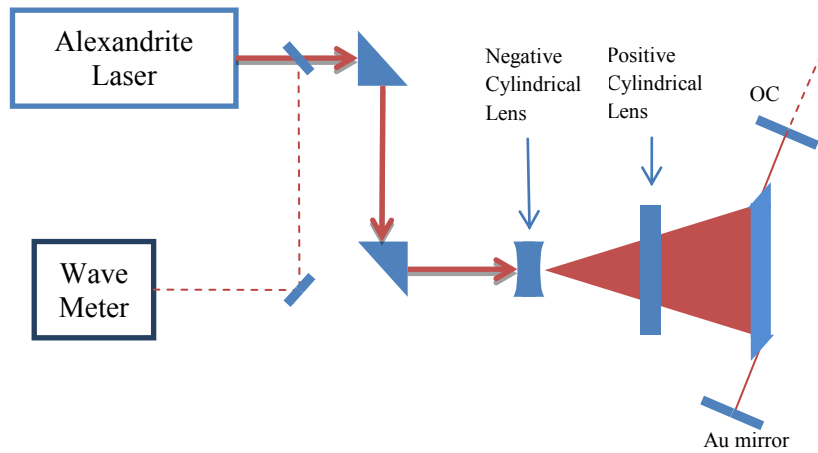 Alexandrite
Laser
Wave
Meter
Negative
Cylindrical
Lens
Positive
Cylindrical
Lens
OC
Au mirror